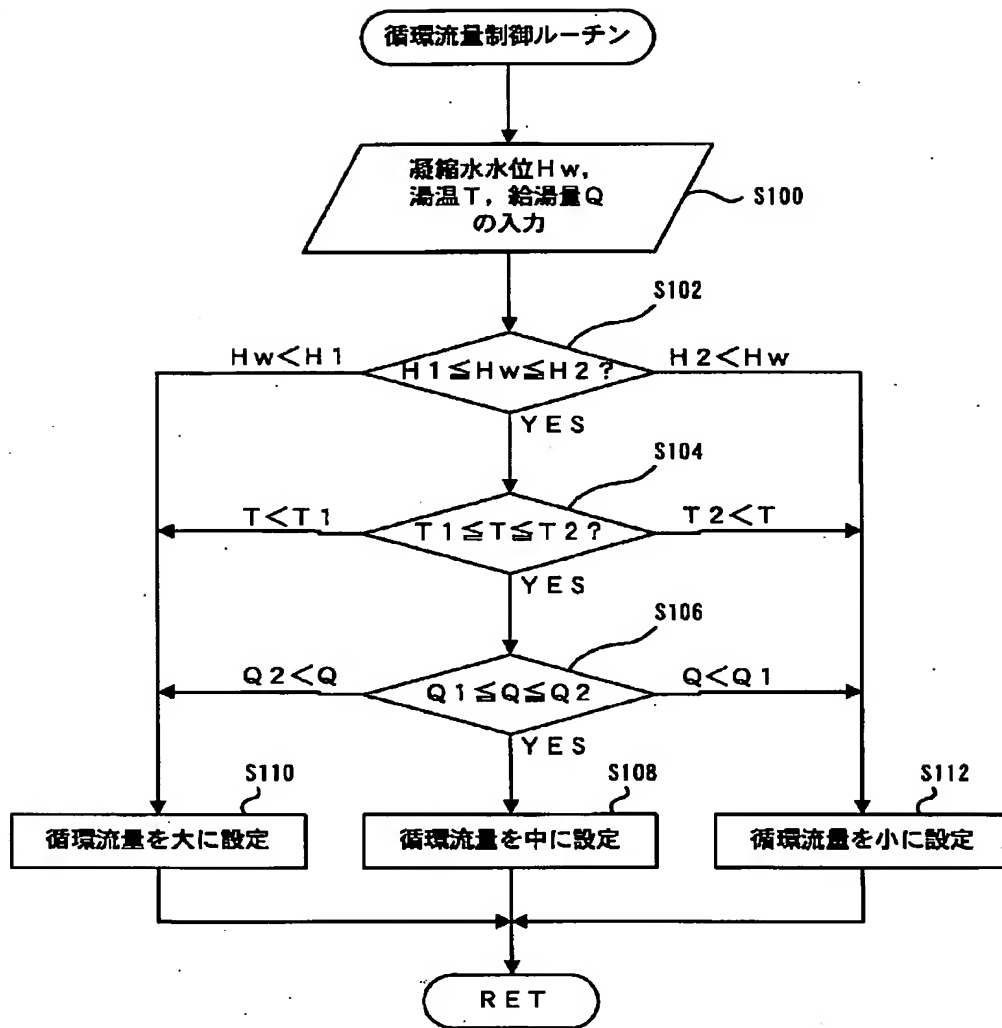 循環流量制御ルーチン
凝縮水水位Hw,
湯温T,給湯量Q
の入力
S100
S102
Hw<H1
H1≦Hw≦H2?
H2<Hw
YES
S104
T<T1
T1≦T≦T2?
T2<T
YES
S106
Q2<Q
Q1≦Q≦Q2
Q<Q1
YES
S110
S108
S112
循環流量を大に設定
循環流量を中に設定
循環流量を小に設定
RET